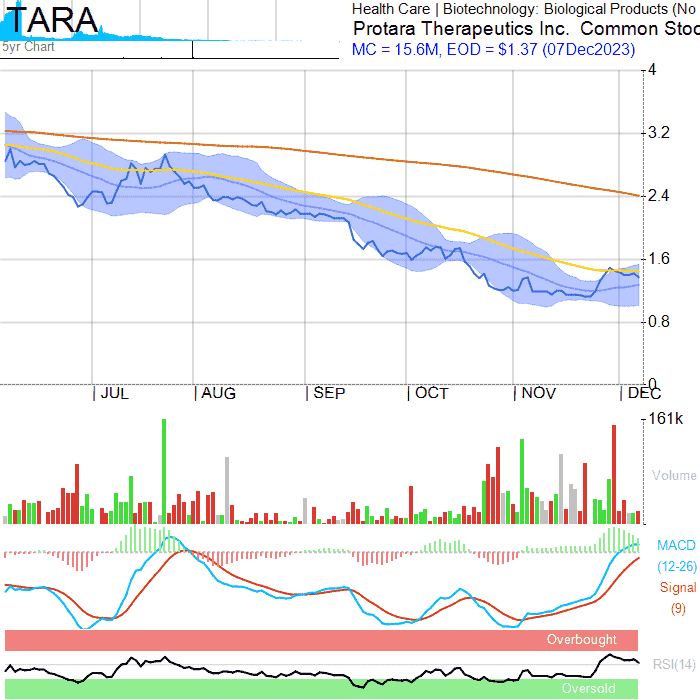 TARA
5yr Chart
Health Care | Biotechnology: Biological Products (No
Protara Therapeutics Inc. Common Stoc
MC = 15.6M, EOD = $1.37 (07Dec2023)
4
3.2
2.4
1.6
0.8
0
JUL
AUG
SEP
OCT
NOV
DEC
161k
Volume
MACD
(12-26)
Signal
(9)
Overbought
RSI(14)
Oversold